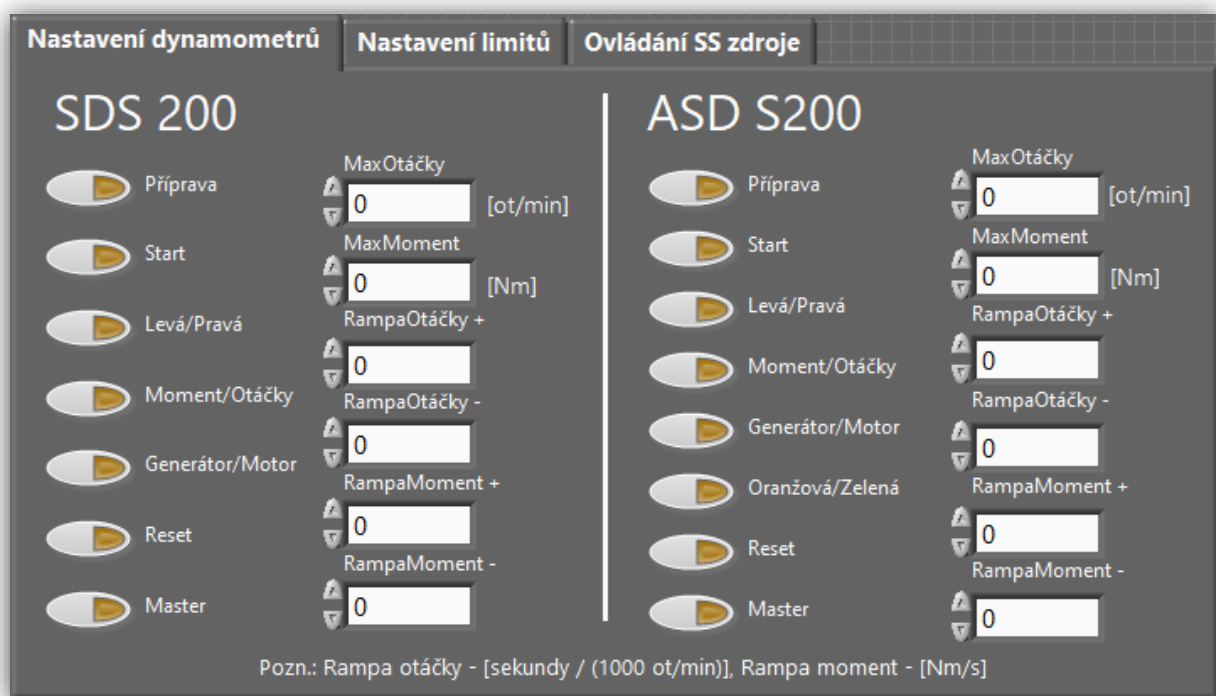 Nastavení dynamometrů
Nastavení limitů
Ovládání SS zdroje
SDS 200
Příprava
Start
Levá/Pravá
Moment/Otáčky
Generátor/Motor
Reset
Master
MaxOtáčky
0 [ot/min]
MaxMoment
0 [Nm]
RampaOtáčky +
0
RampaOtáčky -
0
RampaMoment +
0
RampaMoment -
0
ASD S200
Příprava
Start
Levá/Pravá
Moment/Otáčky
Generátor/Motor
Oranžová/Zelená
Reset
Master
MaxOtáčky
0 [ot/min]
MaxMoment
0 [Nm]
RampaOtáčky +
0
RampaOtáčky -
0
RampaMoment +
0
RampaMoment -
0
Pozn.: Rampa otáčky - [sekundy / (1000 ot/min)], Rampa moment - [Nm/s]